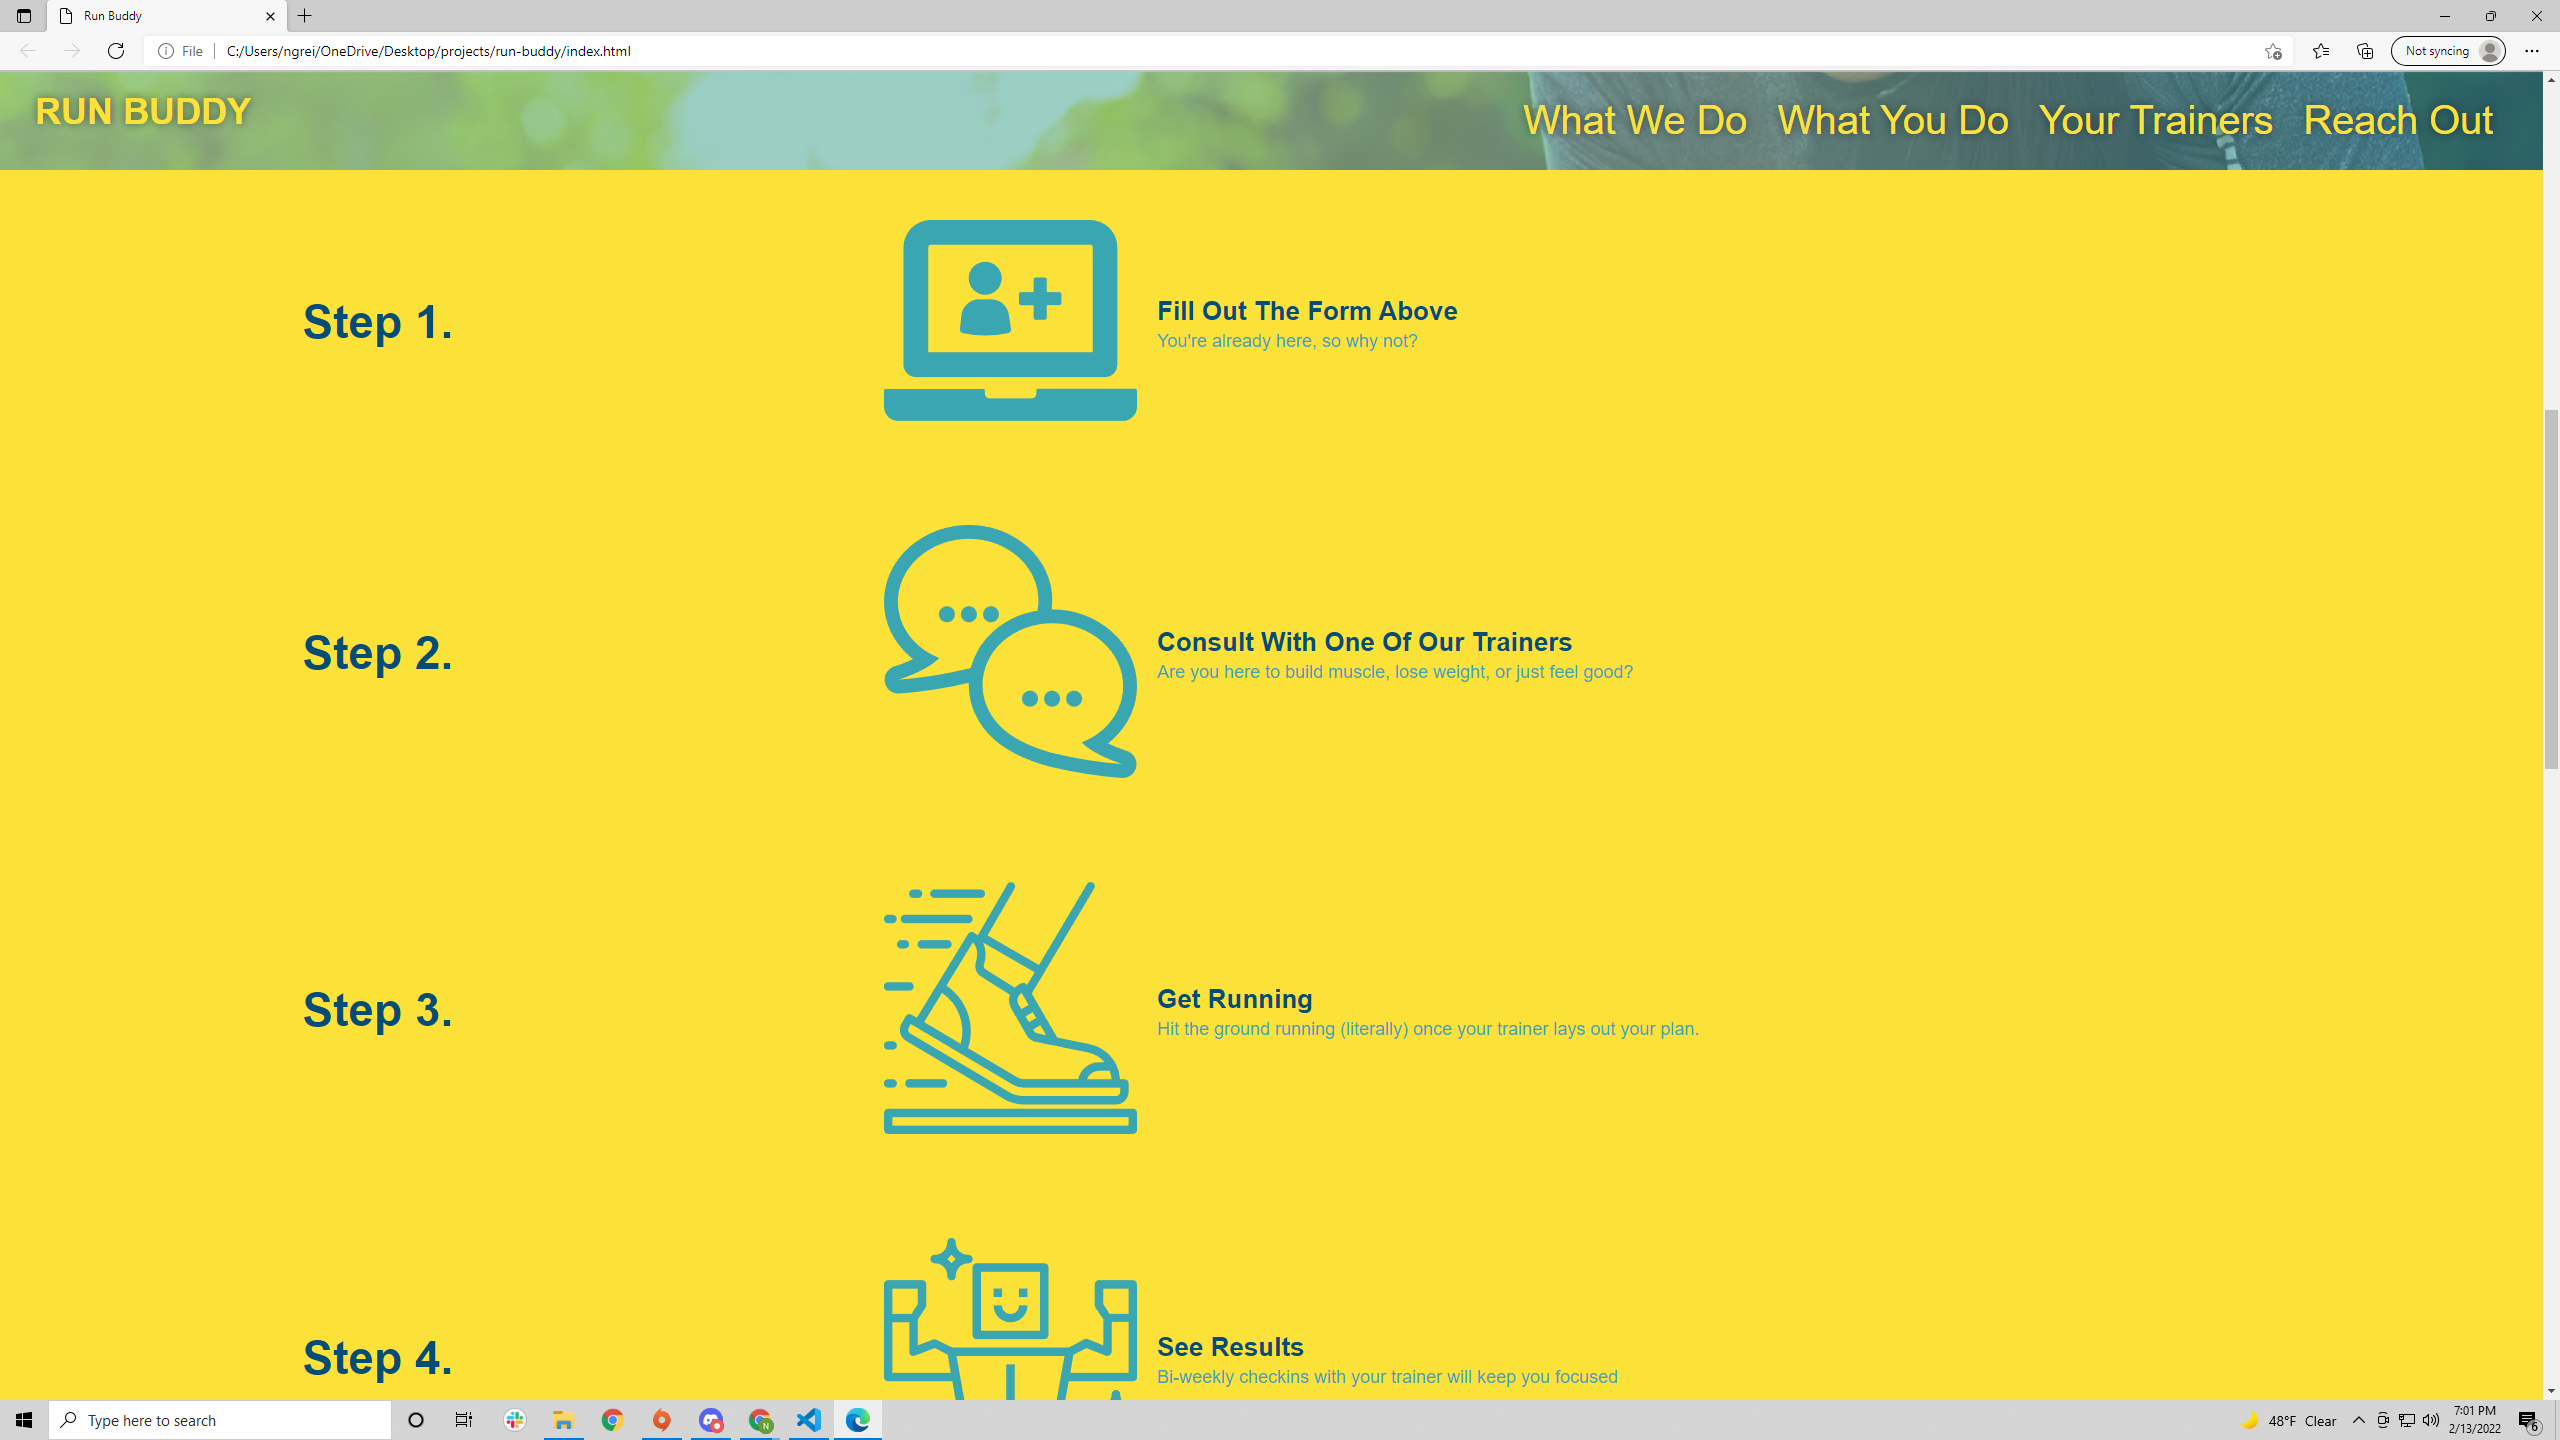 Run Buddy
File
C:/Users/ngrei/OneDrive/Desktop/projects/run-buddy/index.html
Not syncing
RUN BUDDY
What We Do What You Do Your Trainers Reach Out
Step 1.
Fill Out The Form Above
You're already here, so why not?
Step 2.
Consult With One Of Our Trainers
Are you here to build muscle, lose weight, or just feel good?
Step 3.
Get Running
Hit the ground running (literally) once your trainer lays out your plan.
Step 4.
See Results
Bi-weekly checkins with your trainer will keep you focused
Type here to search
N
48°F Clear
7:01 PM
2/13/2022
6